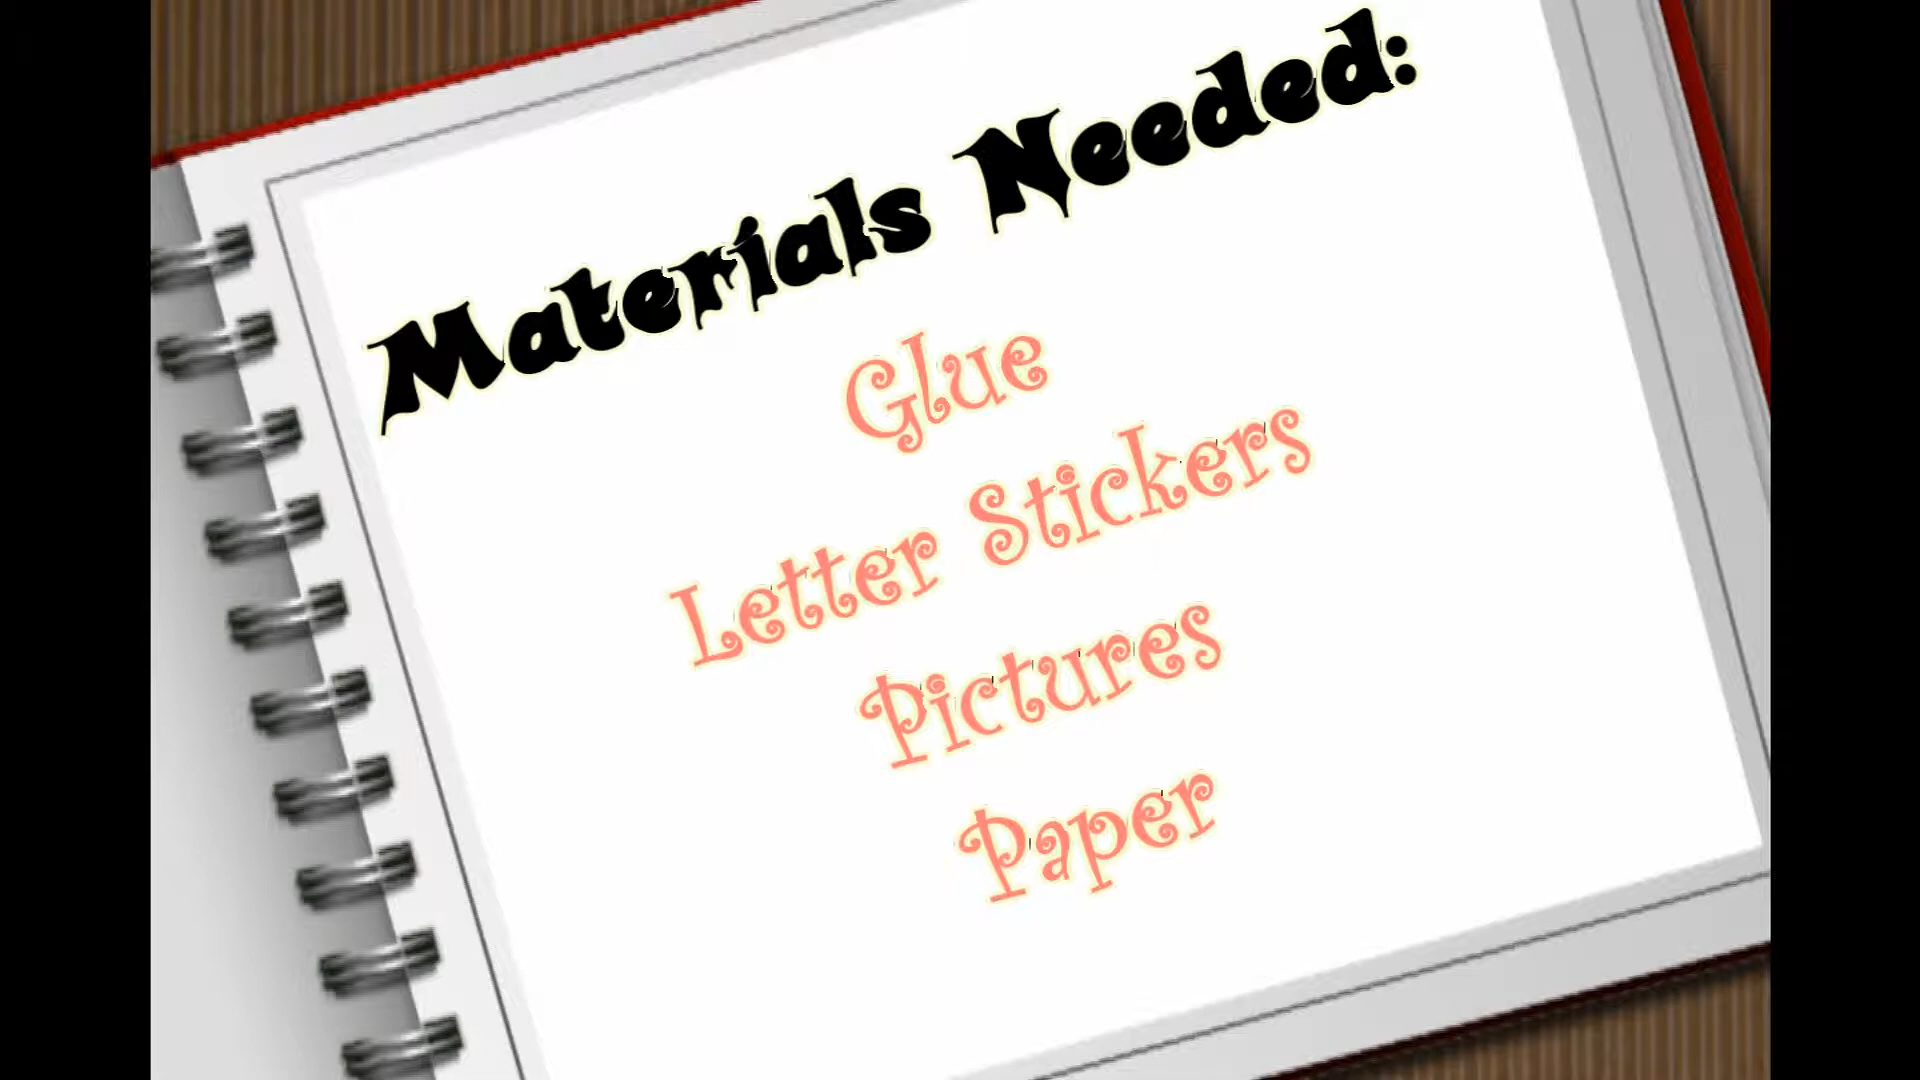 Materials Needed:
Glue
Letter Stickers
Pictures
Paper